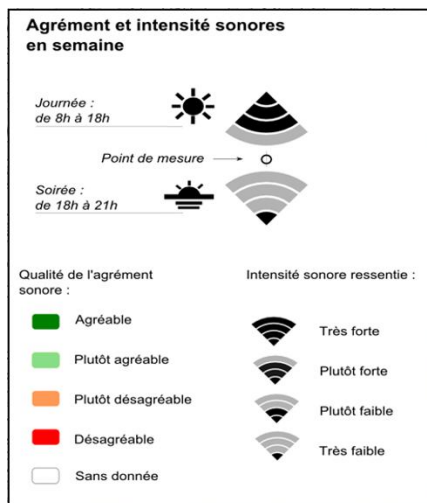 Agrément et intensité sonores
en semaine
Journée :
de 8h à 18h
Point de mesure
Soirée :
de 18h à 21h
Qualité de l'agrément
sonore :
Agréable
Plutôt agréable
Plutôt désagréable
Désagréable
Sans donnée
Intensité sonore ressentie :
Très forte
Plutôt forte
Plutôt faible
Très faible